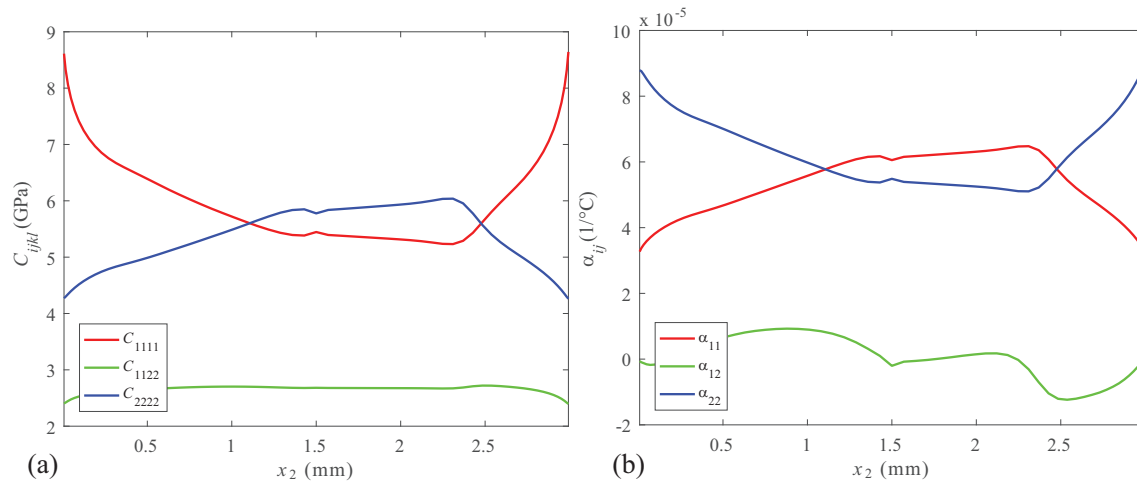 9
8
7
6
5
4
3
2
C_ijkl (GPa)
C_1111
C_1122
C_2222
0.5 1 1.5 2 2.5
(a)
x_2 (mm)
x 10^-5
10
8
6
4
2
0
-2
α_ij (1/°C)
α_11
α_12
α_22
0.5 1 1.5 2 2.5
(b)
x_2 (mm)